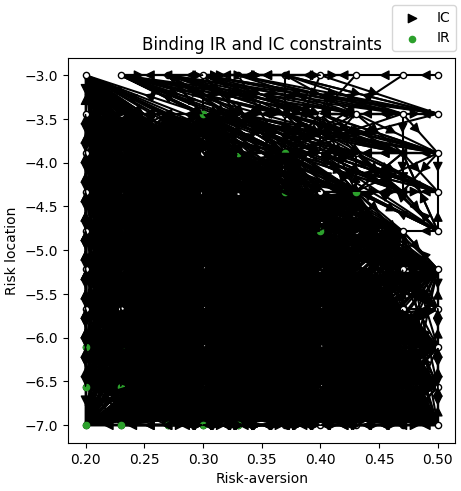 IC
IR
Binding IR and IC constraints
−3.0
−3.5
−4.0
−4.5
−5.0
−5.5
−6.0
−6.5
−7.0
Risk location
0.20 0.25 0.30 0.35 0.40 0.45 0.50
Risk-aversion